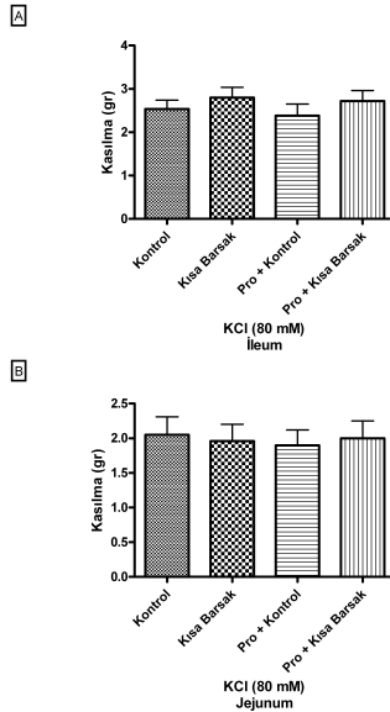 A
4
3
2
1
0
Kasılma (gr)
Kontrol
Kısa Barsak
Pro + Kontrol
Pro + Kısa Barsak
KCl (80 mM)
İleum
B
2.5
2.0
1.5
1.0
0.5
0.0
Kasılma (gr)
Kontrol
Kısa Barsak
Pro + Kontrol
Pro + Kısa Barsak
KCl (80 mM)
Jejunum